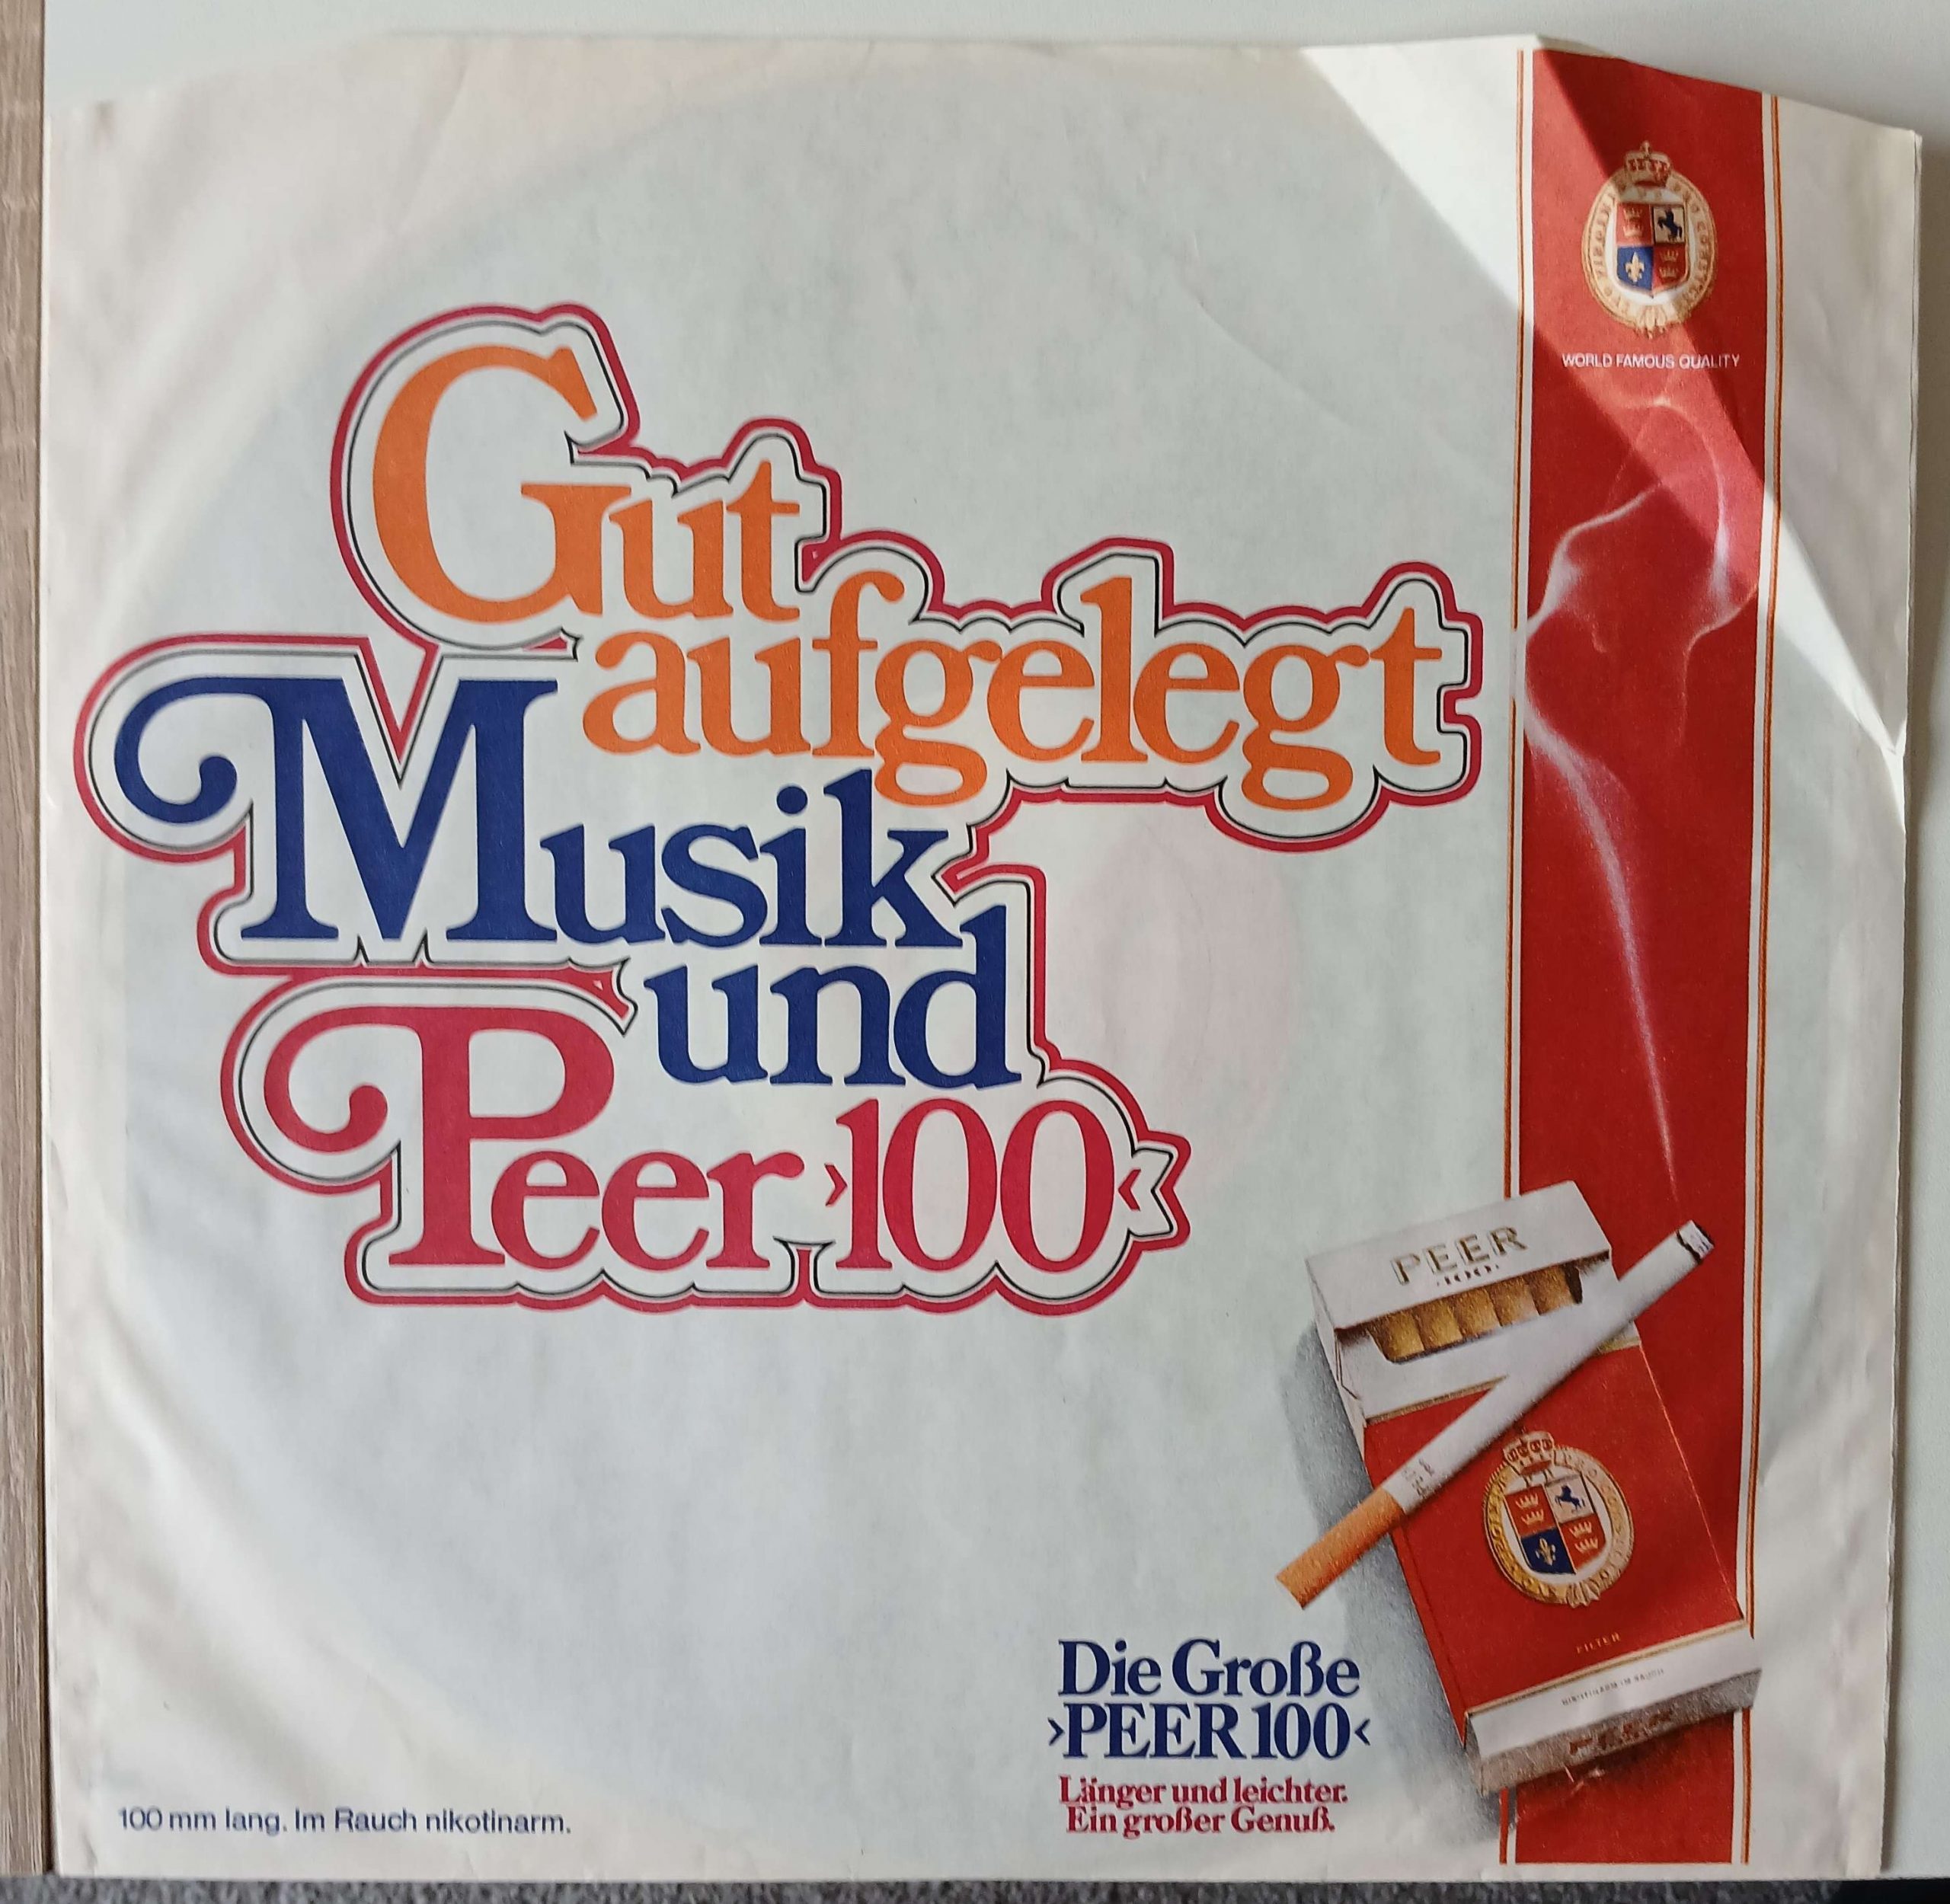 WORLD FAMOUS QUALITY
Gut
aufgelegt
Musik
und
Peer ›100‹
PEER
·100·
FILTER
Die Große
›PEER 100‹
Länger und leichter.
Ein großer Genuß.
100 mm lang. Im Rauch nikotinarm.